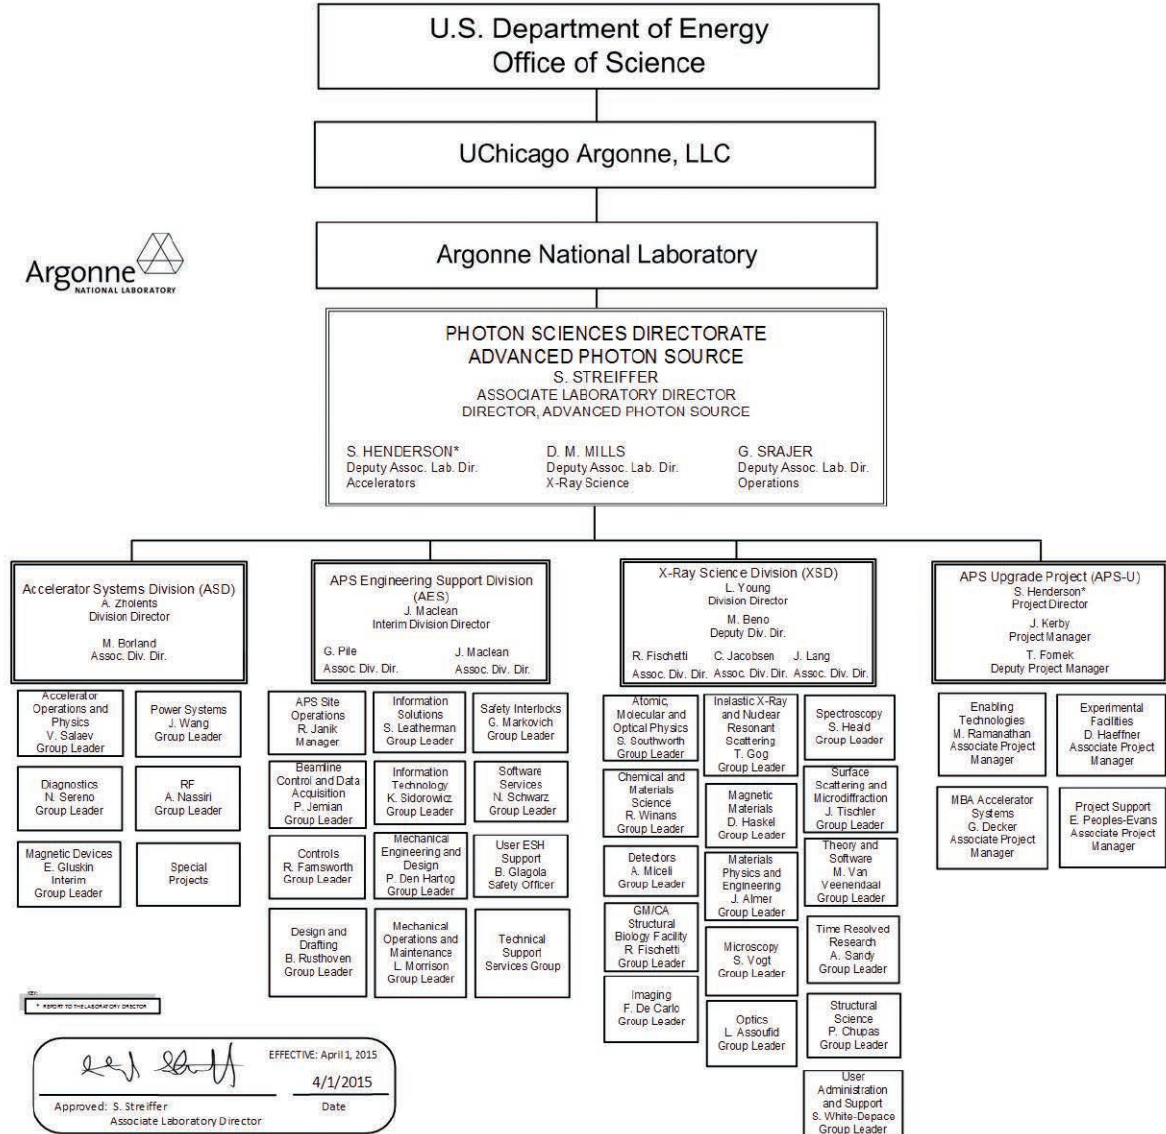 U.S. Department of Energy
Office of Science
UChicago Argonne, LLC
Argonne National Laboratory
Argonne
NATIONAL LABORATORY
PHOTON SCIENCES DIRECTORATE
ADVANCED PHOTON SOURCE
S. STREIFFER
ASSOCIATE LABORATORY DIRECTOR
DIRECTOR, ADVANCED PHOTON SOURCE
S. HENDERSON*
Deputy Assoc. Lab. Dir.
Accelerators
D. M. MILLS
Deputy Assoc. Lab. Dir.
X-Ray Science
G. SRAJER
Deputy Assoc. Lab. Dir.
Operations
Accelerator Systems Division (ASD)
A. Zholents
Division Director
M. Borland
Assoc. Div. Dir.
APS Engineering Support Division
(AES)
J. Maclean
Interim Division Director
G. Pile
Assoc. Div. Dir.
J. Maclean
Assoc. Div. Dir.
X-Ray Science Division (XSD)
L. Young
Division Director
M. Beno
Deputy Div. Dir.
R. Fischetti
Assoc. Div. Dir.
C. Jacobsen
Assoc. Div. Dir.
J. Lang
Assoc. Div. Dir.
APS Upgrade Project (APS-U)
S. Henderson*
Project Director
J. Kerby
Project Manager
T. Fornek
Deputy Project Manager
Accelerator
Operations and
Physics
V. Sajaev
Group Leader
Power Systems
J. Wang
Group Leader
Diagnostics
N. Sereno
Group Leader
RF
A. Nassiri
Group Leader
Magnetic Devices
E. Gluskin
Interim
Group Leader
Special
Projects
APS Site
Operations
R. Janik
Manager
Information
Solutions
S. Leatherman
Group Leader
Safety Interlocks
G. Markovich
Group Leader
Beamline
Control and Data
Acquisition
P. Jemian
Group Leader
Information
Technology
K. Sidorowicz
Group Leader
Software
Services
N. Schwarz
Group Leader
Controls
R. Farnsworth
Group Leader
Mechanical
Engineering and
Design
P. Den Hartog
Group Leader
User ESH
Support
B. Glagola
Safety Officer
Design and
Drafting
B. Rusthoven
Group Leader
Mechanical
Operations and
Maintenance
L. Morrison
Group Leader
Technical
Support
Services Group
Atomic,
Molecular and
Optical Physics
S. Southworth
Group Leader
Inelastic X-Ray
and Nuclear
Resonant
Scattering
T. Gog
Group Leader
Spectroscopy
S. Heald
Group Leader
Chemical and
Materials
Science
R. Winans
Group Leader
Magnetic
Materials
D. Haskel
Group Leader
Surface
Scattering and
Microdiffraction
J. Tischler
Group Leader
Detectors
A. Miceli
Group Leader
Materials
Physics and
Engineering
J. Almer
Group Leader
Theory and
Software
M. Van
Veenendaal
Group Leader
GM/CA
Structural
Biology Facility
R. Fischetti
Group Leader
Microscopy
S. Vogt
Group Leader
Time Resolved
Research
A. Sandy
Group Leader
Imaging
F. De Carlo
Group Leader
Optics
L. Assoufid
Group Leader
Structural
Science
P. Chupas
Group Leader
User
Administration
and Support
S. White-Depace
Group Leader
Enabling
Technologies
M. Ramanathan
Associate Project
Manager
Experimental
Facilities
D. Haeffner
Associate Project
Manager
MBA Accelerator
Systems
G. Decker
Associate Project
Manager
Project Support
E. Peoples-Evans
Associate Project
Manager
KEY:
* REPORT TO THE LABORATORY DIRECTOR
EFFECTIVE: April 1, 2015
4/1/2015
Approved: S. Streiffer
Associate Laboratory Director
Date